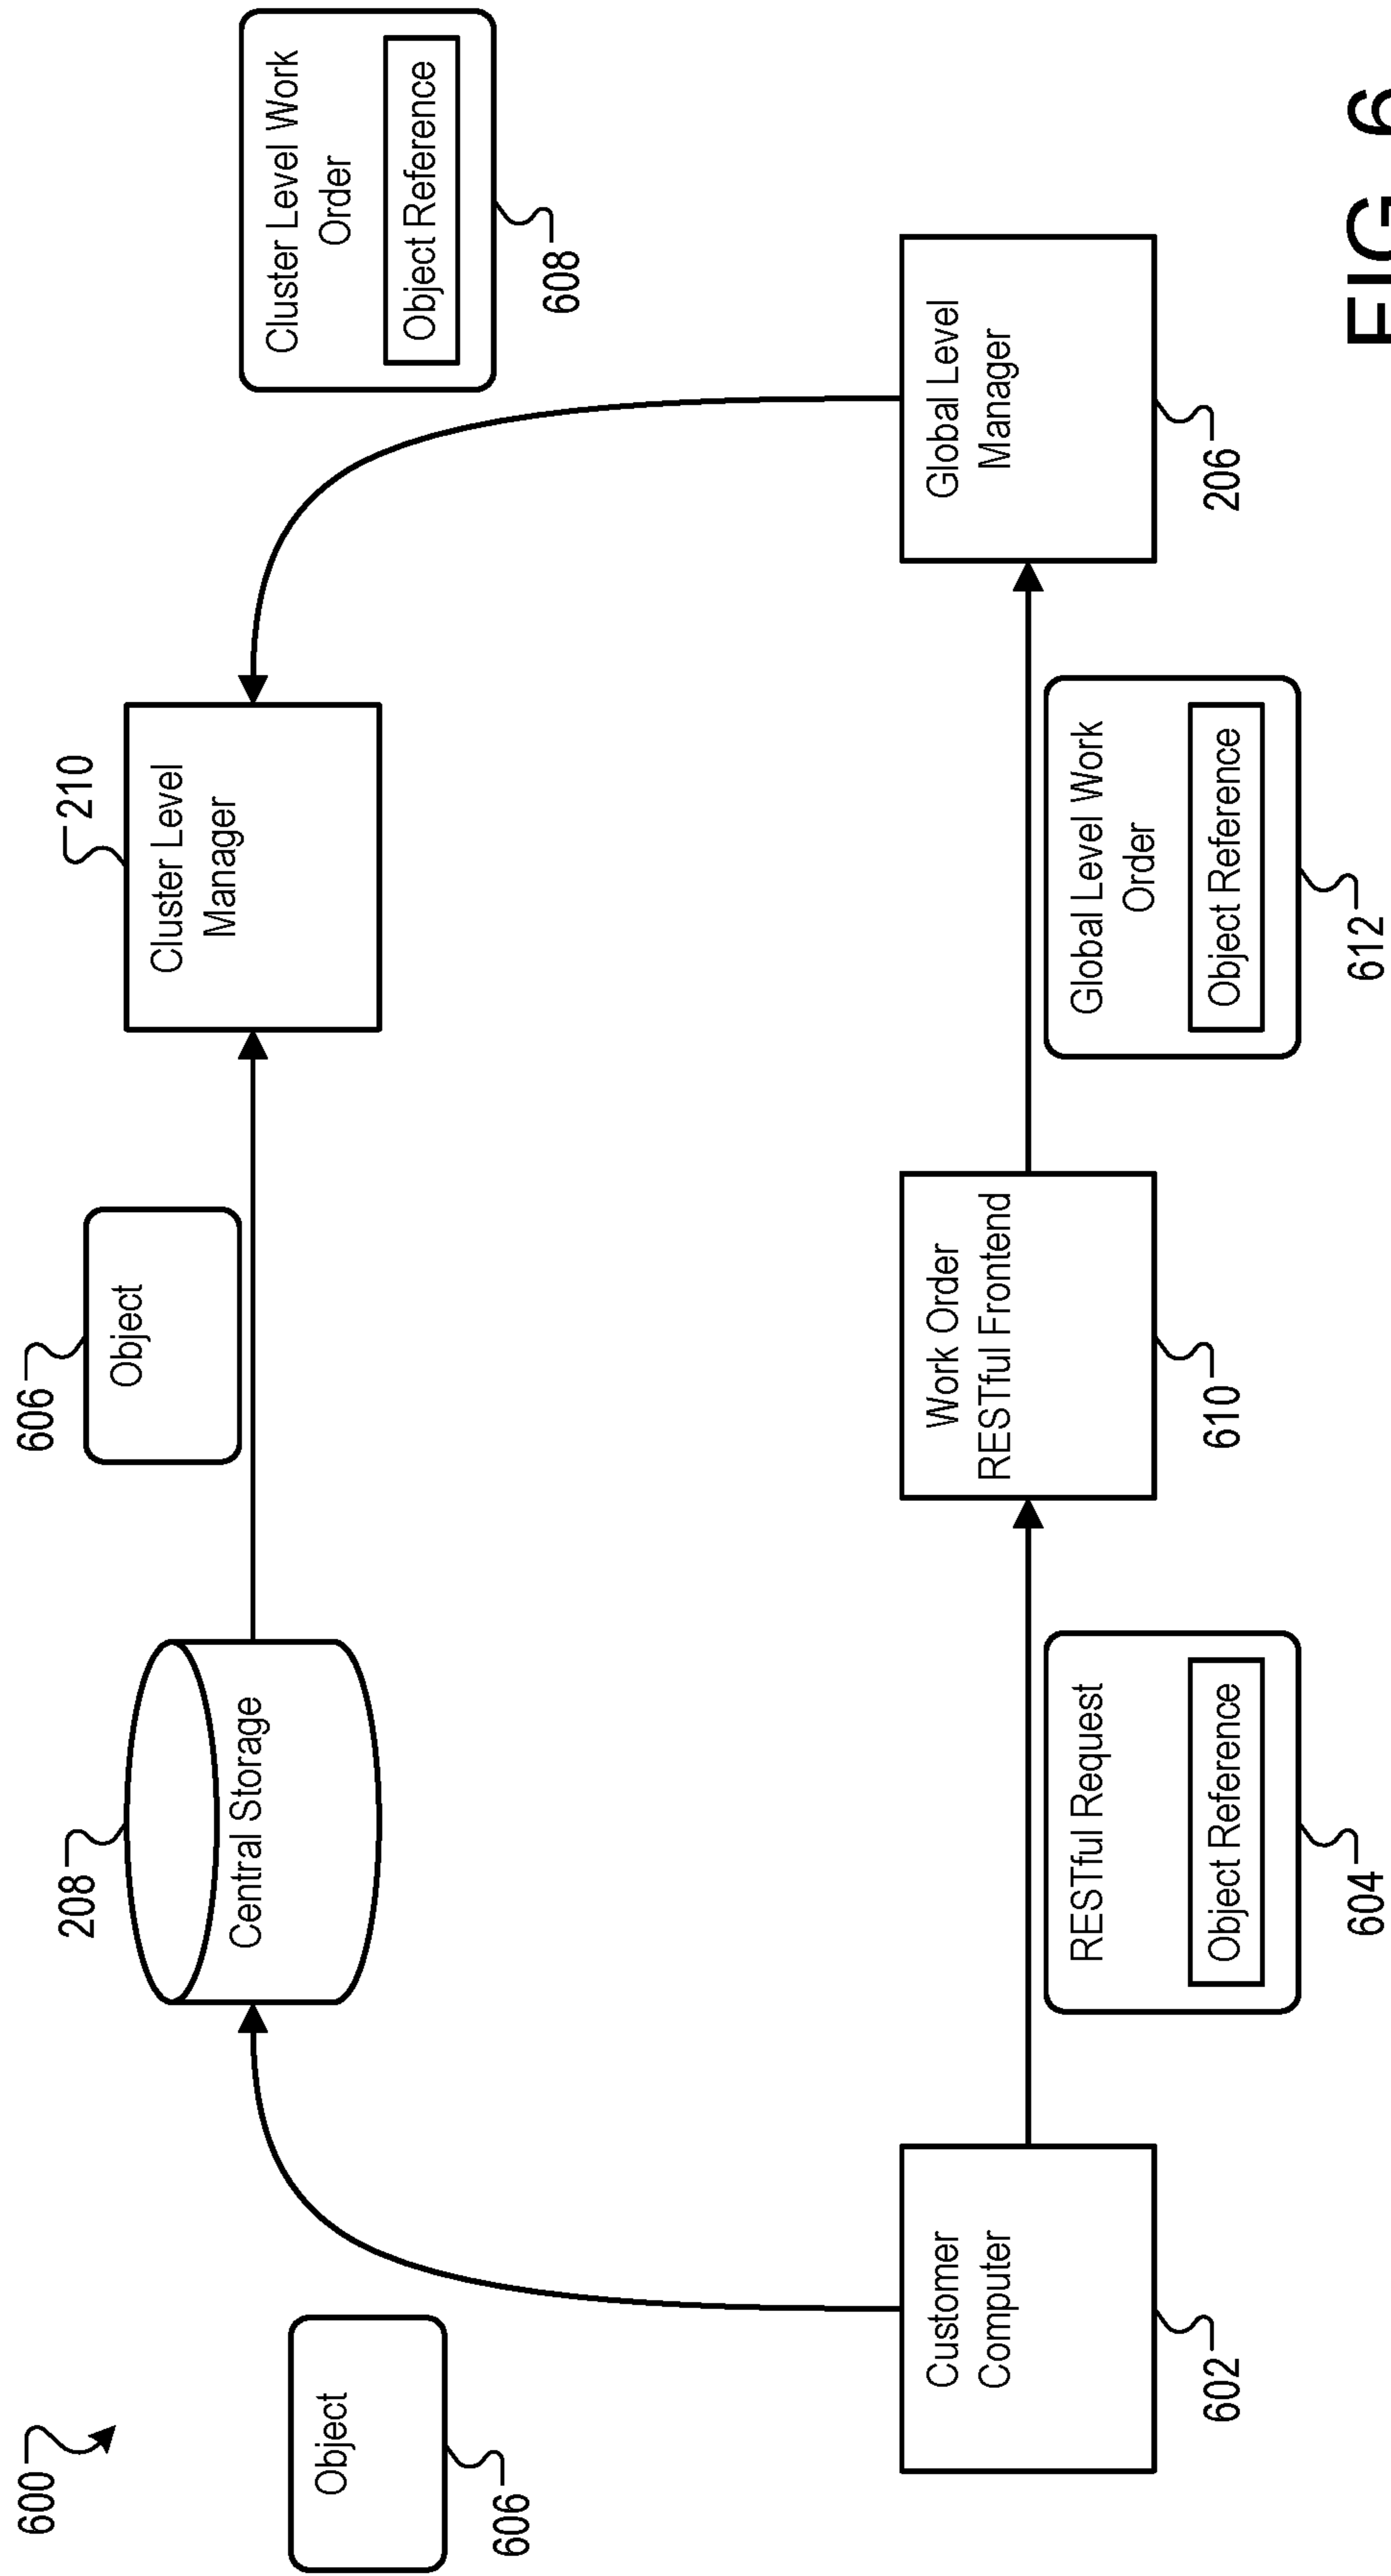 600
606
Object
208
Central Storage
606
Object
210
Cluster Level
Manager
Cluster Level Work
Order
Object Reference
608
Customer
Computer
602
RESTful Request
Object Reference
604
Work Order
RESTful Frontend
610
Global Level Work
Order
Object Reference
612
Global Level
Manager
206
FIG. 6